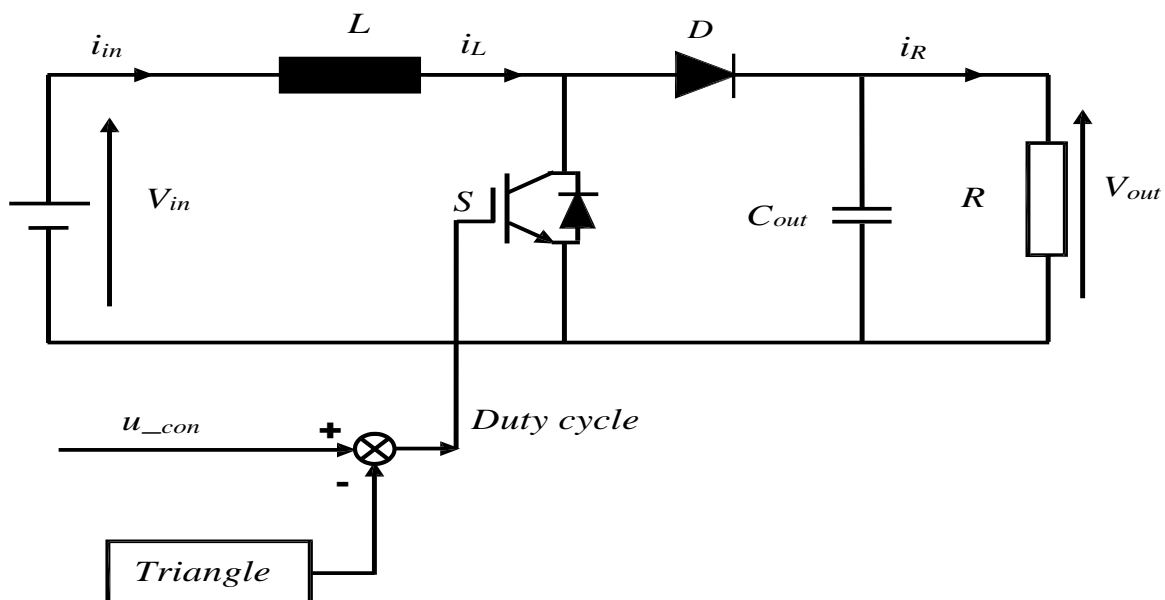 L
D
i_in
i_L
i_R
V_in
S
C_out
R
V_out
u_con
+
Duty cycle
-
Triangle